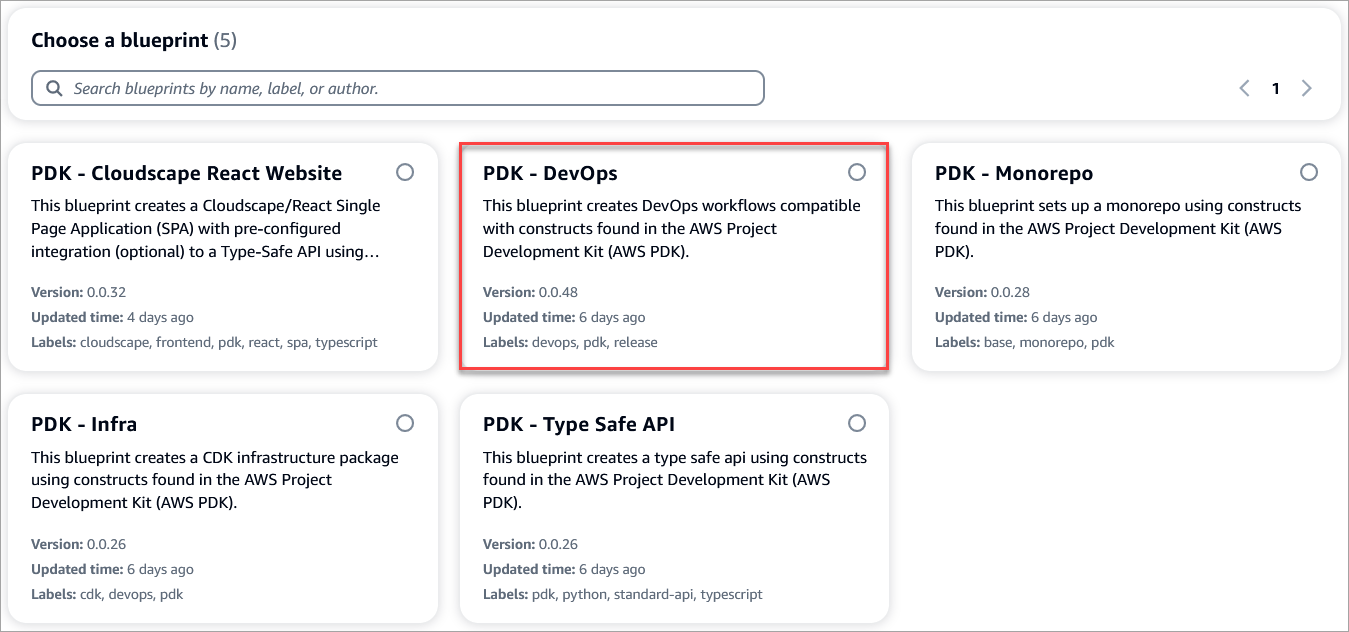 Choose a blueprint (5)
Search blueprints by name, label, or author.
1
PDK - Cloudscape React Website
This blueprint creates a Cloudscape/React Single
Page Application (SPA) with pre-configured
integration (optional) to a Type-Safe API using...
Version: 0.0.32
Updated time: 4 days ago
Labels: cloudscape, frontend, pdk, react, spa, typescript
PDK - DevOps
This blueprint creates DevOps workflows compatible
with constructs found in the AWS Project
Development Kit (AWS PDK).
Version: 0.0.48
Updated time: 6 days ago
Labels: devops, pdk, release
PDK - Monorepo
This blueprint sets up a monorepo using constructs
found in the AWS Project Development Kit (AWS
PDK).
Version: 0.0.28
Updated time: 6 days ago
Labels: base, monorepo, pdk
PDK - Infra
This blueprint creates a CDK infrastructure package
using constructs found in the AWS Project
Development Kit (AWS PDK).
Version: 0.0.26
Updated time: 6 days ago
Labels: cdk, devops, pdk
PDK - Type Safe API
This blueprint creates a type safe api using constructs
found in the AWS Project Development Kit (AWS
PDK).
Version: 0.0.26
Updated time: 6 days ago
Labels: pdk, python, standard-api, typescript